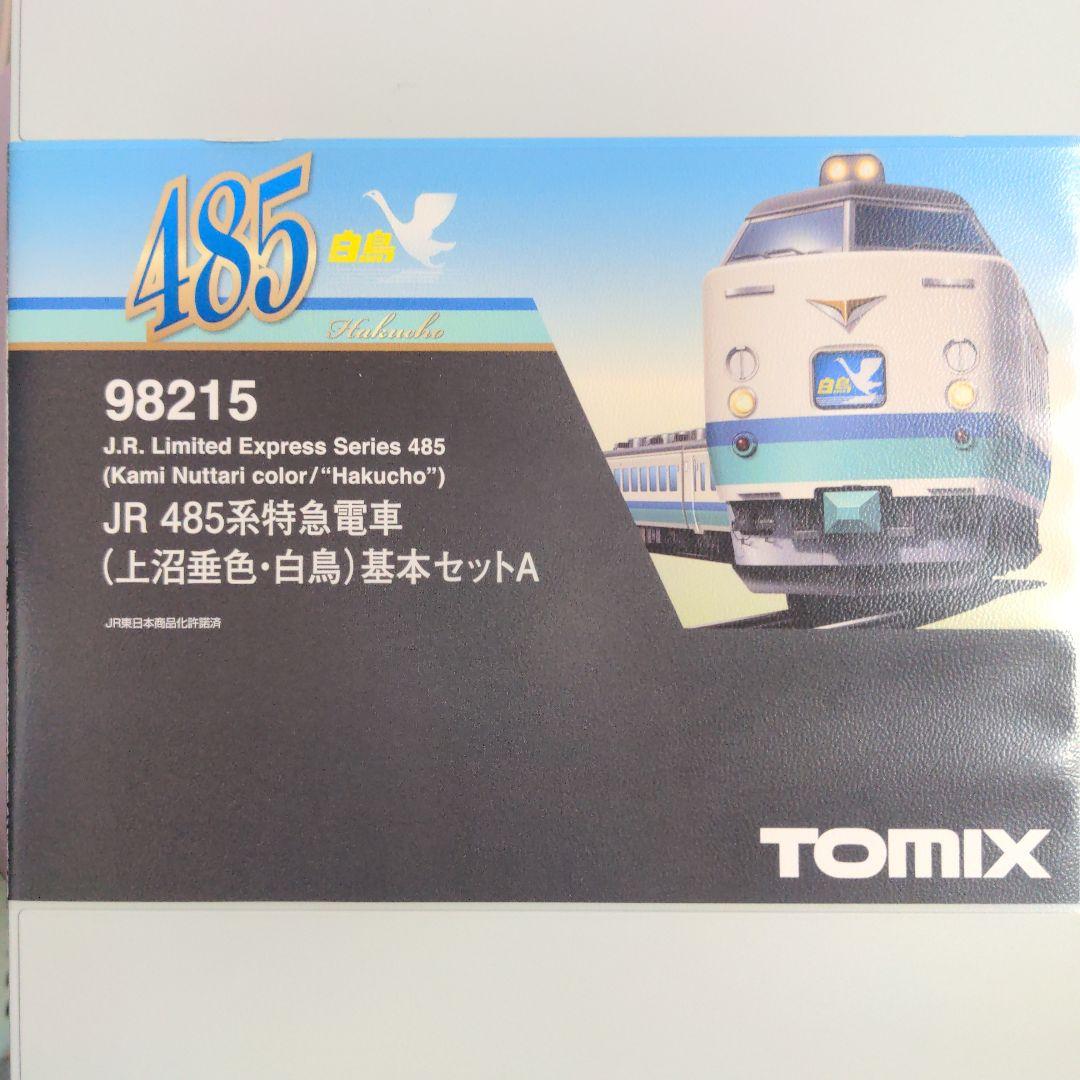 485
白鳥
Hakucho
98215
J.R. Limited Express Series 485
(Kami Nuttari color/“Hakucho”)
JR 485系特急電車
(上沼垂色・白鳥)基本セットA
JR東日本商品化許諾済
白鳥
TOMIX